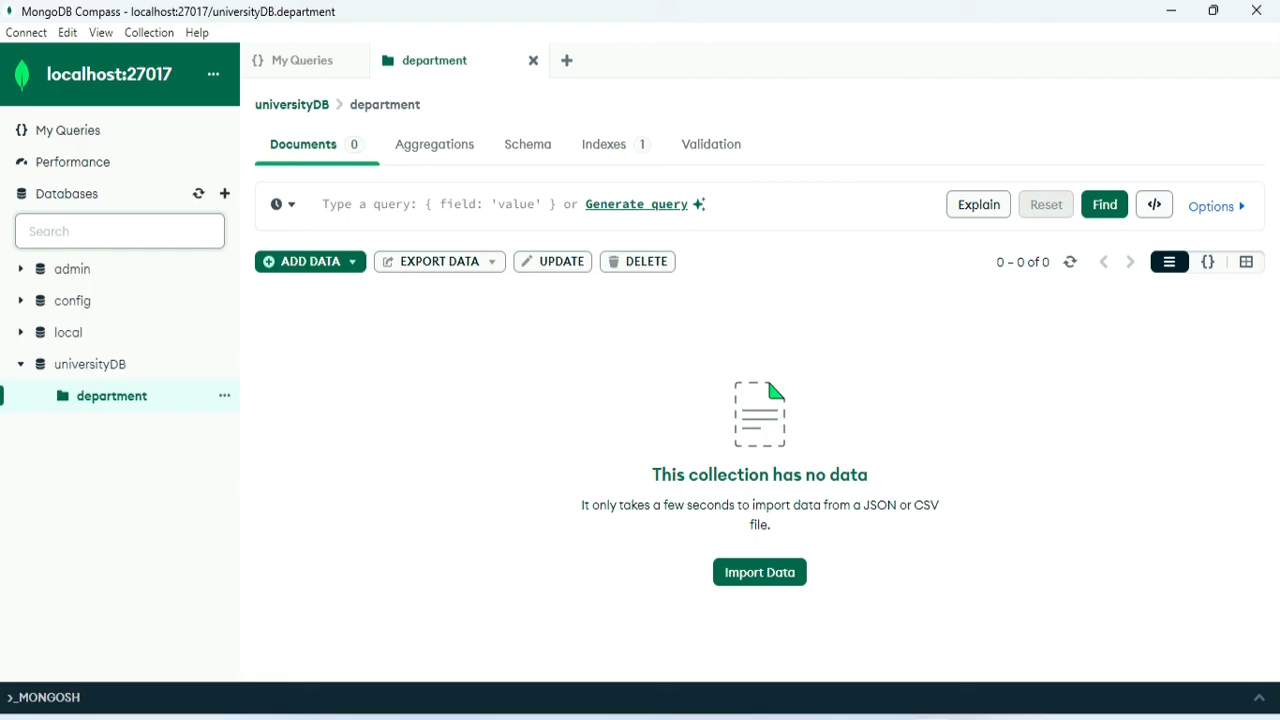 MongoDB Compass - localhost:27017/universityDB.department
Connect Edit View Collection Help
localhost:27017
{} My Queries
department
universityDB > department
{} My Queries
Performance
Databases
Search
admin
config
local
universityDB
department
Documents 0 Aggregations Schema Indexes 1 Validation
Type a query: { field: 'value' } or Generate query
Explain Reset Find </> Options
ADD DATA EXPORT DATA UPDATE DELETE
0 – 0 of 0
{}
This collection has no data
It only takes a few seconds to import data from a JSON or CSV
file.
Import Data
>_MONGOSH